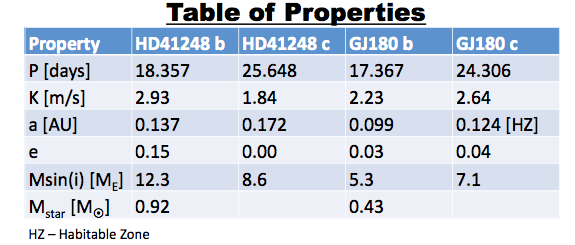 Table of Properties
Property HD41248 b HD41248 c GJ180 b GJ180 c
P [days] 18.357 25.648 17.367 24.306
K [m/s] 2.93 1.84 2.23 2.64
a [AU] 0.137 0.172 0.099 0.124 [HZ]
e 0.15 0.00 0.03 0.04
Msin(i) [M_E] 12.3 8.6 5.3 7.1
M_star [M_⊙] 0.92 0.43
HZ – Habitable Zone